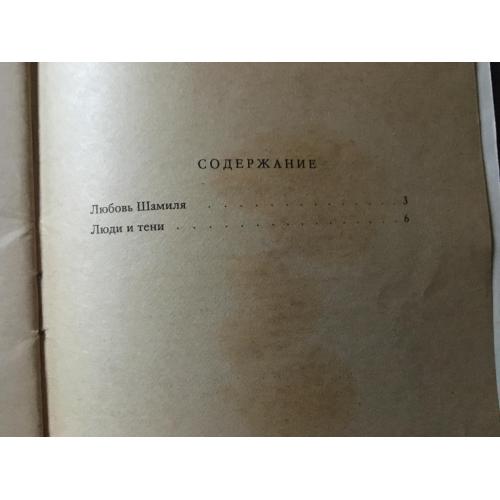 СОДЕРЖАНИЕ
Любовь Шамиля . . . . . . . . . . . . 3
Люди и тени . . . . . . . . . . . . . 6